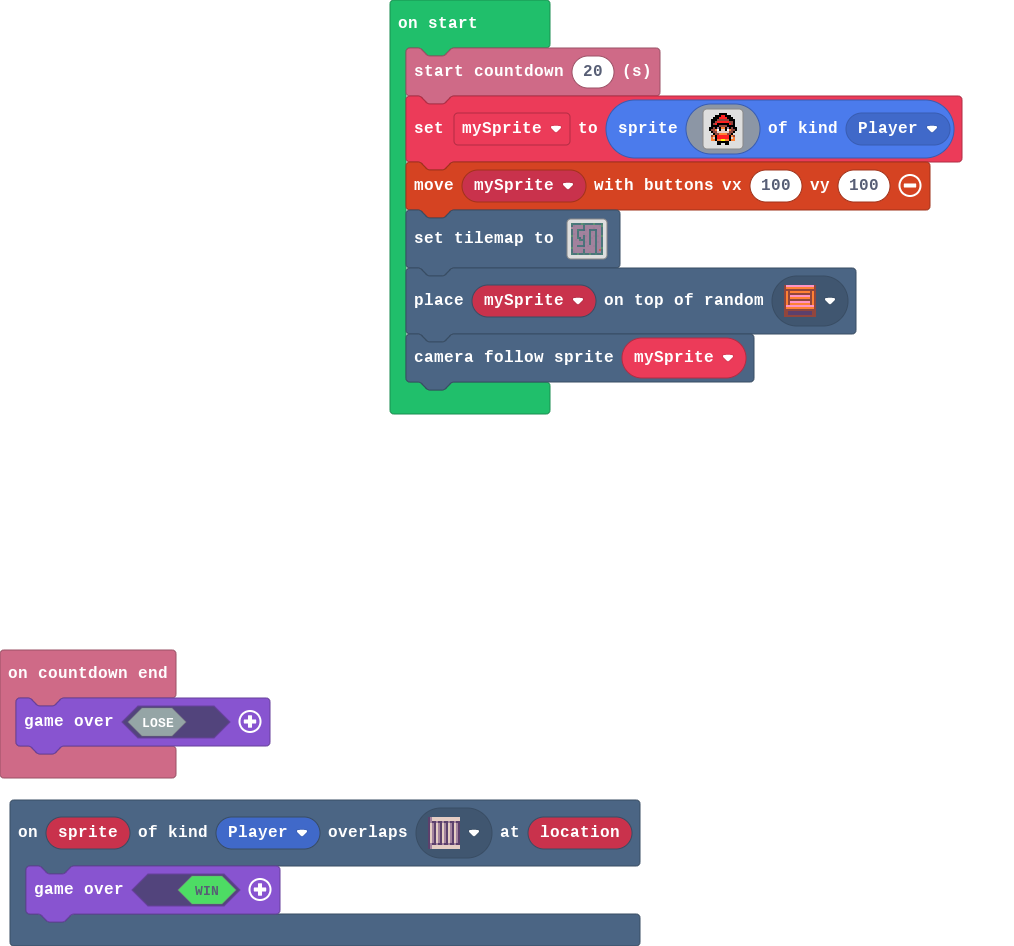 on start
start countdown 20 (s)
set mySprite to sprite of kind Player
move mySprite with buttons vx 100 vy 100
set tilemap to
place mySprite on top of random
camera follow sprite mySprite
on countdown end
game over LOSE
on sprite of kind Player overlaps at location
game over WIN